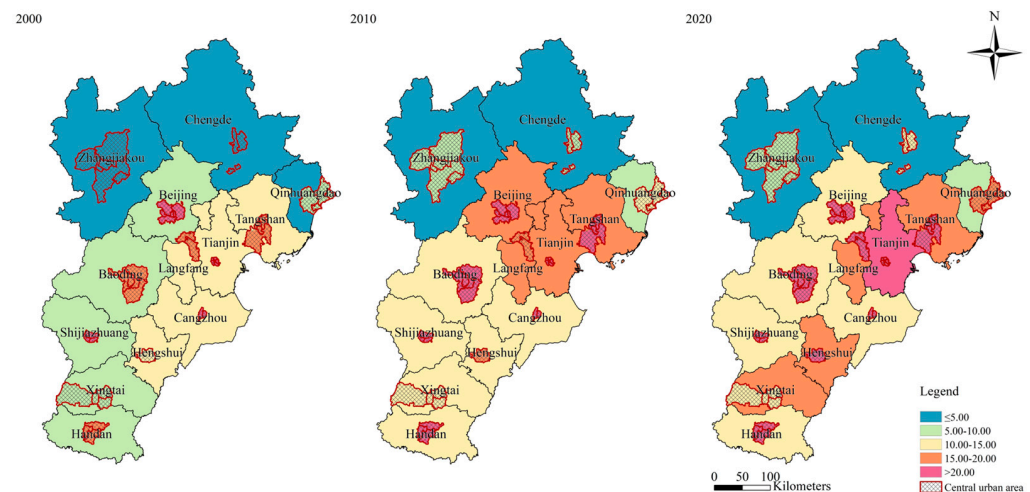 2000
2010
2020
N
Chengde
Zhangjiakou
Qinhuangdao
Beijing
Tangshan
Tianjin
Langfang
Baoding
Cangzhou
Shijiazhuang
Hengshui
Xingtai
Handan
Chengde
Zhangjiakou
Qinhuangdao
Beijing
Tangshan
Tianjin
Langfang
Baoding
Cangzhou
Shijiazhuang
Hengshui
Xingtai
Handan
Chengde
Zhangjiakou
Qinhuangdao
Beijing
Tangshan
Tianjin
Langfang
Baoding
Cangzhou
Shijiazhuang
Hengshui
Xingtai
Handan
Legend
≤5.00
5.00-10.00
10.00-15.00
15.00-20.00
>20.00
Central urban area
0 50 100
Kilometers